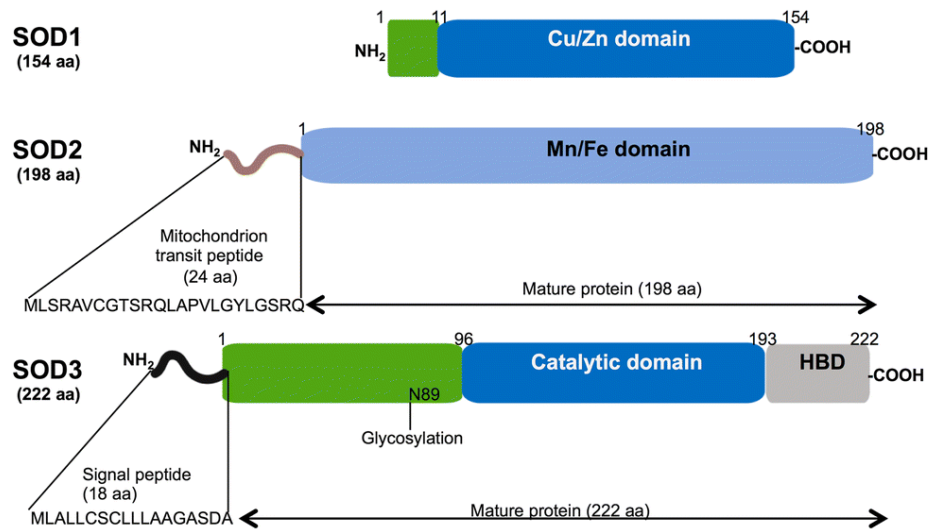 1 11 154
SOD1
(154 aa)
NH2
Cu/Zn domain
-COOH
1 198
SOD2
(198 aa)
NH2
Mn/Fe domain
-COOH
Mitochondrion
transit peptide
(24 aa)
MLSRAVCGTSRQLAPVLGYLGSRQ
Mature protein (198 aa)
1 96 193 222
SOD3
(222 aa)
NH2
Catalytic domain
HBD
-COOH
N89
Glycosylation
Signal peptide
(18 aa)
MLALLCSCLLLAAGASDA
Mature protein (222 aa)